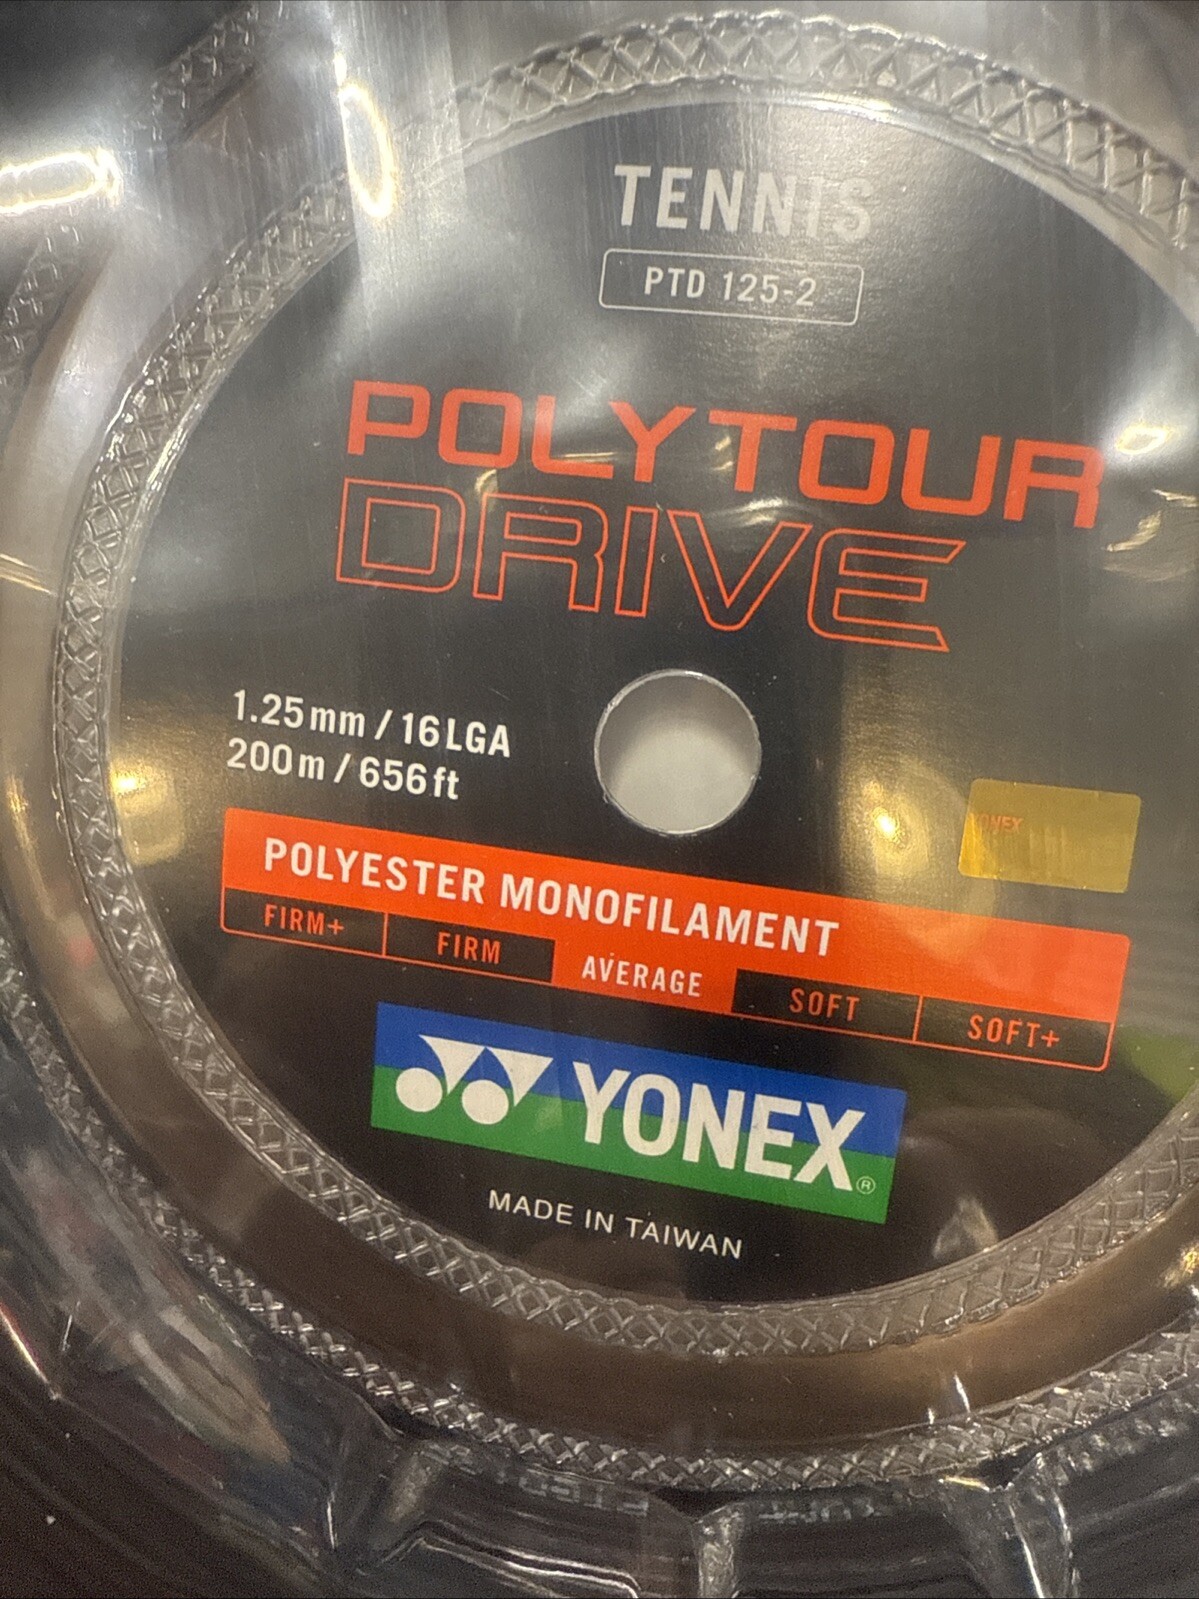 TENNIS
PTD 125-2
POLYTOUR
DRIVE
1.25mm / 16LGA
200m / 656ft
POLYESTER MONOFILAMENT
FIRM+ FIRM AVERAGE SOFT SOFT+
YONEX®
MADE IN TAIWAN